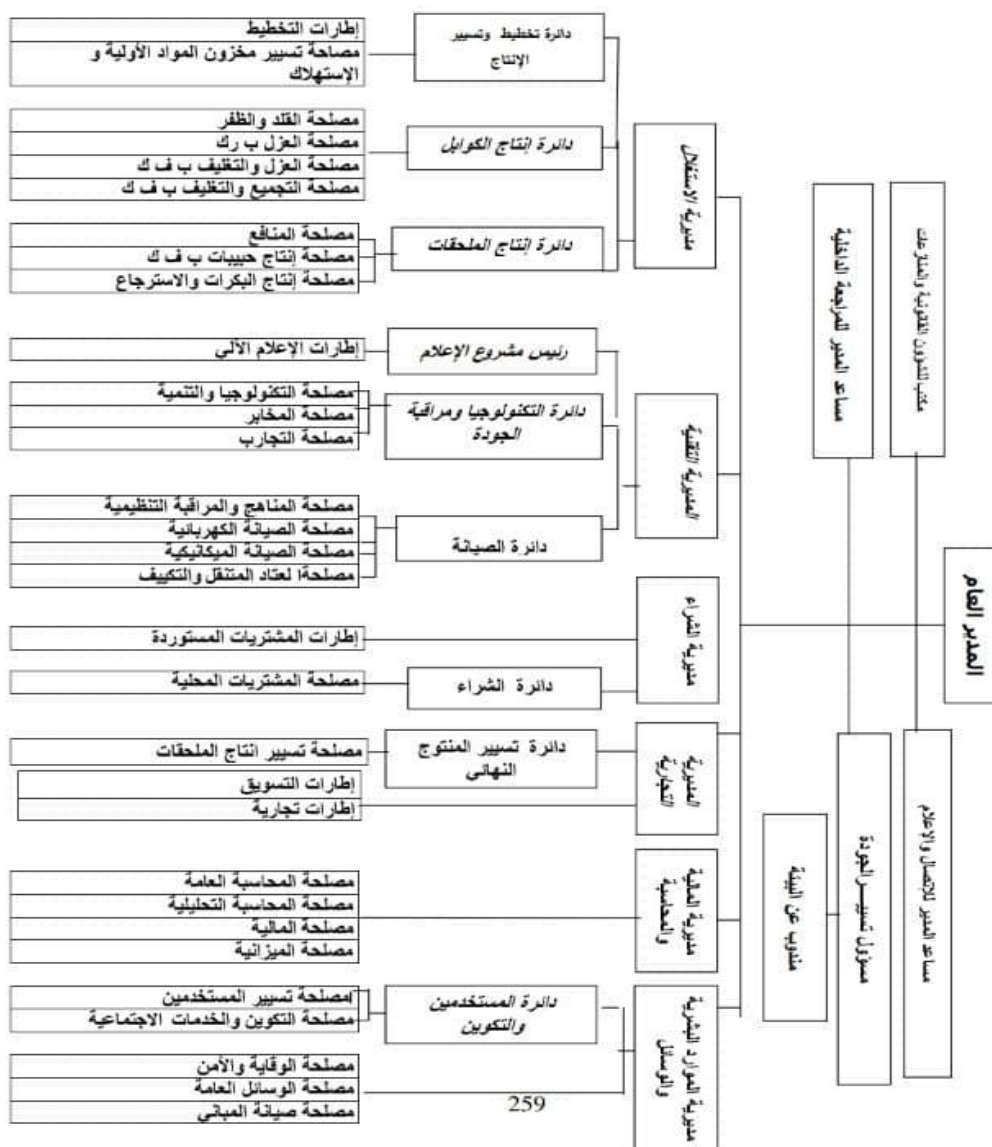 المدير العام
مكتب للشؤون القانونية والمنازعات
مساعد المدير للمراجعة الداخلية
مساعد المدير للإتصال والإعلام
مسؤول تسيير الجودة
مندوب عن البيئة
مديرية الاستغلال
دائرة تخطيط وتسيير
الإنتاج
إطارات التخطيط
مصلحة تسيير مخزون المواد الأولية و
الإستهلاك
دائرة إنتاج الكوابل
مصلحة القلد والظفر
مصلحة العزل ب رك
مصلحة العزل والتغليف ب ف ك
مصلحة التجميع والتغليف ب ف ك
دائرة إنتاج الملحقات
مصلحة المنافع
مصلحة إنتاج حبيبات ب ف ك
مصلحة إنتاج البكرات والاسترجاع
المديرية التقنية
رئيس مشروع الإعلام
إطارات الإعلام الآلي
دائرة التكنولوجيا ومراقبة
الجودة
مصلحة التكنولوجيا والتنمية
مصلحة المخابر
مصلحة التجارب
دائرة الصيانة
مصلحة المناهج والمراقبة التنظيمية
مصلحة الصيانة الكهربائية
مصلحة الصيانة الميكانيكية
مصلحةا لعتاد المتنقل والتكييف
مديرية الشراء
إطارات المشتريات المستوردة
دائرة الشراء
مصلحة المشتريات المحلية
المديرية
التجارية
دائرة تسيير المنتوج
النهائي
مصلحة تسيير انتاج الملحقات
إطارات التسويق
إطارات تجارية
مديرية المالية
والمحاسبة
مصلحة المحاسبة العامة
مصلحة المحاسبة التحليلية
مصلحة المالية
مصلحة الميزانية
مديرية الموارد البشرية
والوسائل
دائرة المستخدمين
والتكوين
مصلحة تسيير المستخدمين
مصلحة التكوين والخدمات الاجتماعية
مصلحة الوقاية والأمن
مصلحة الوسائل العامة
مصلحة صيانة المباني
259